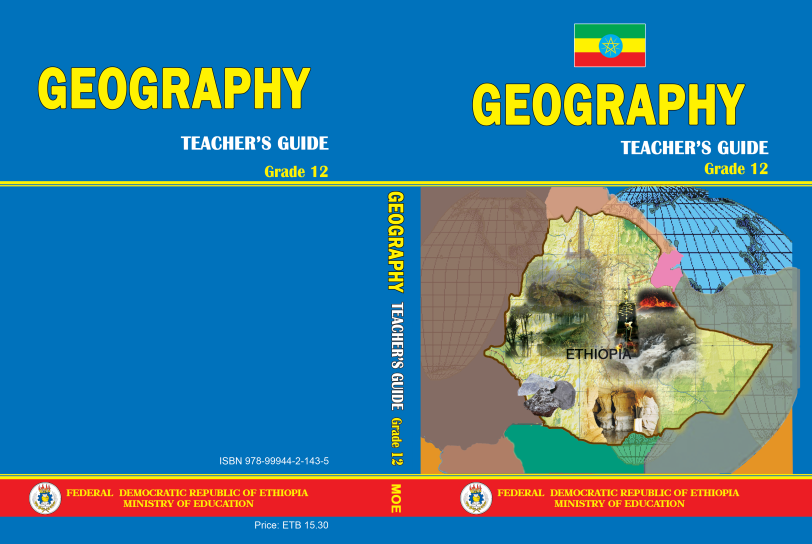 GEOGRAPHY
TEACHER'S GUIDE
Grade 12
ISBN 978-99944-2-143-5
FEDERAL DEMOCRATIC REPUBLIC OF ETHIOPIA
MINISTRY OF EDUCATION
Price: ETB 15.30
GEOGRAPHY TEACHER'S GUIDE Grade 12 MOE
GEOGRAPHY
TEACHER'S GUIDE
Grade 12
ETHIOPIA
FEDERAL DEMOCRATIC REPUBLIC OF ETHIOPIA
MINISTRY OF EDUCATION